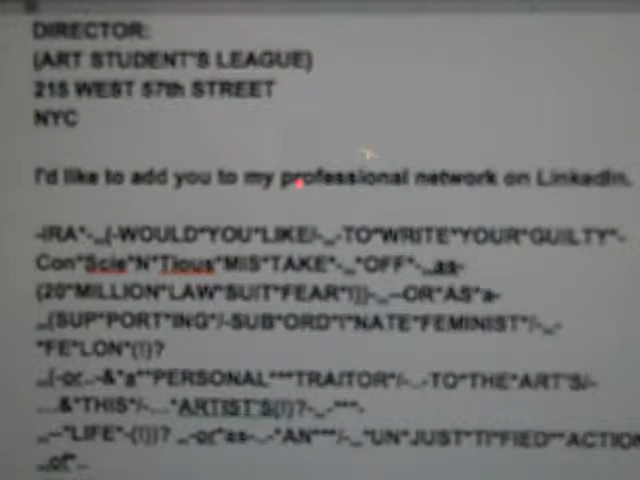 DIRECTOR:
(ART STUDENT'S LEAGUE)
215 WEST 57th STREET
NYC
I'd like to add you to my professional network on LinkedIn.
-IRA"-,,(-WOULD"YOU"LIKE/-,,-TO"WRITE"YOUR"GUILTY"-
Con"Scie"N"Tious"MIS"TAKE"-,,"OFF"-,,as-
(20"MILLION"LAW"SUIT"FEAR"!))-,,--OR"AS"a-
,,(SUP"PORT"ING"/-SUB"ORD"I"NATE"FEMINIST"/-,,-
"FE"LON"(!)?
,,(-or,,-&"a""PERSONAL"""TRAITOR"/-,,-TO"THE"ART'S/-
...&"THIS"/-..."ARTIST'S(!)?-,,-"""-
,,--"LIFE"-(!))? ,,-or"as-,,-"AN"""/-,,"UN"JUST"TI"FIED""ACTION
,,of"..